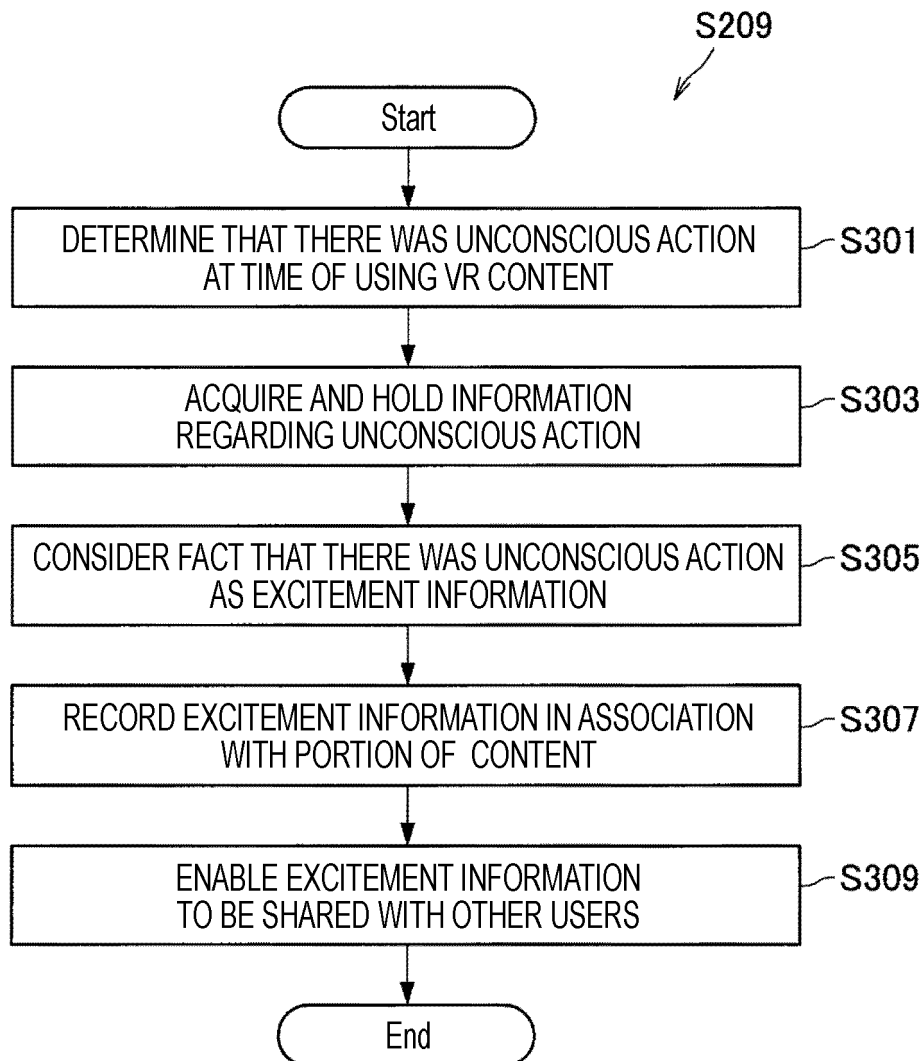 S209
Start
DETERMINE THAT THERE WAS UNCONSCIOUS ACTION
AT TIME OF USING VR CONTENT
S301
ACQUIRE AND HOLD INFORMATION
REGARDING UNCONSCIOUS ACTION
S303
CONSIDER FACT THAT THERE WAS UNCONSCIOUS ACTION
AS EXCITEMENT INFORMATION
S305
RECORD EXCITEMENT INFORMATION IN ASSOCIATION
WITH PORTION OF CONTENT
S307
ENABLE EXCITEMENT INFORMATION
TO BE SHARED WITH OTHER USERS
S309
End